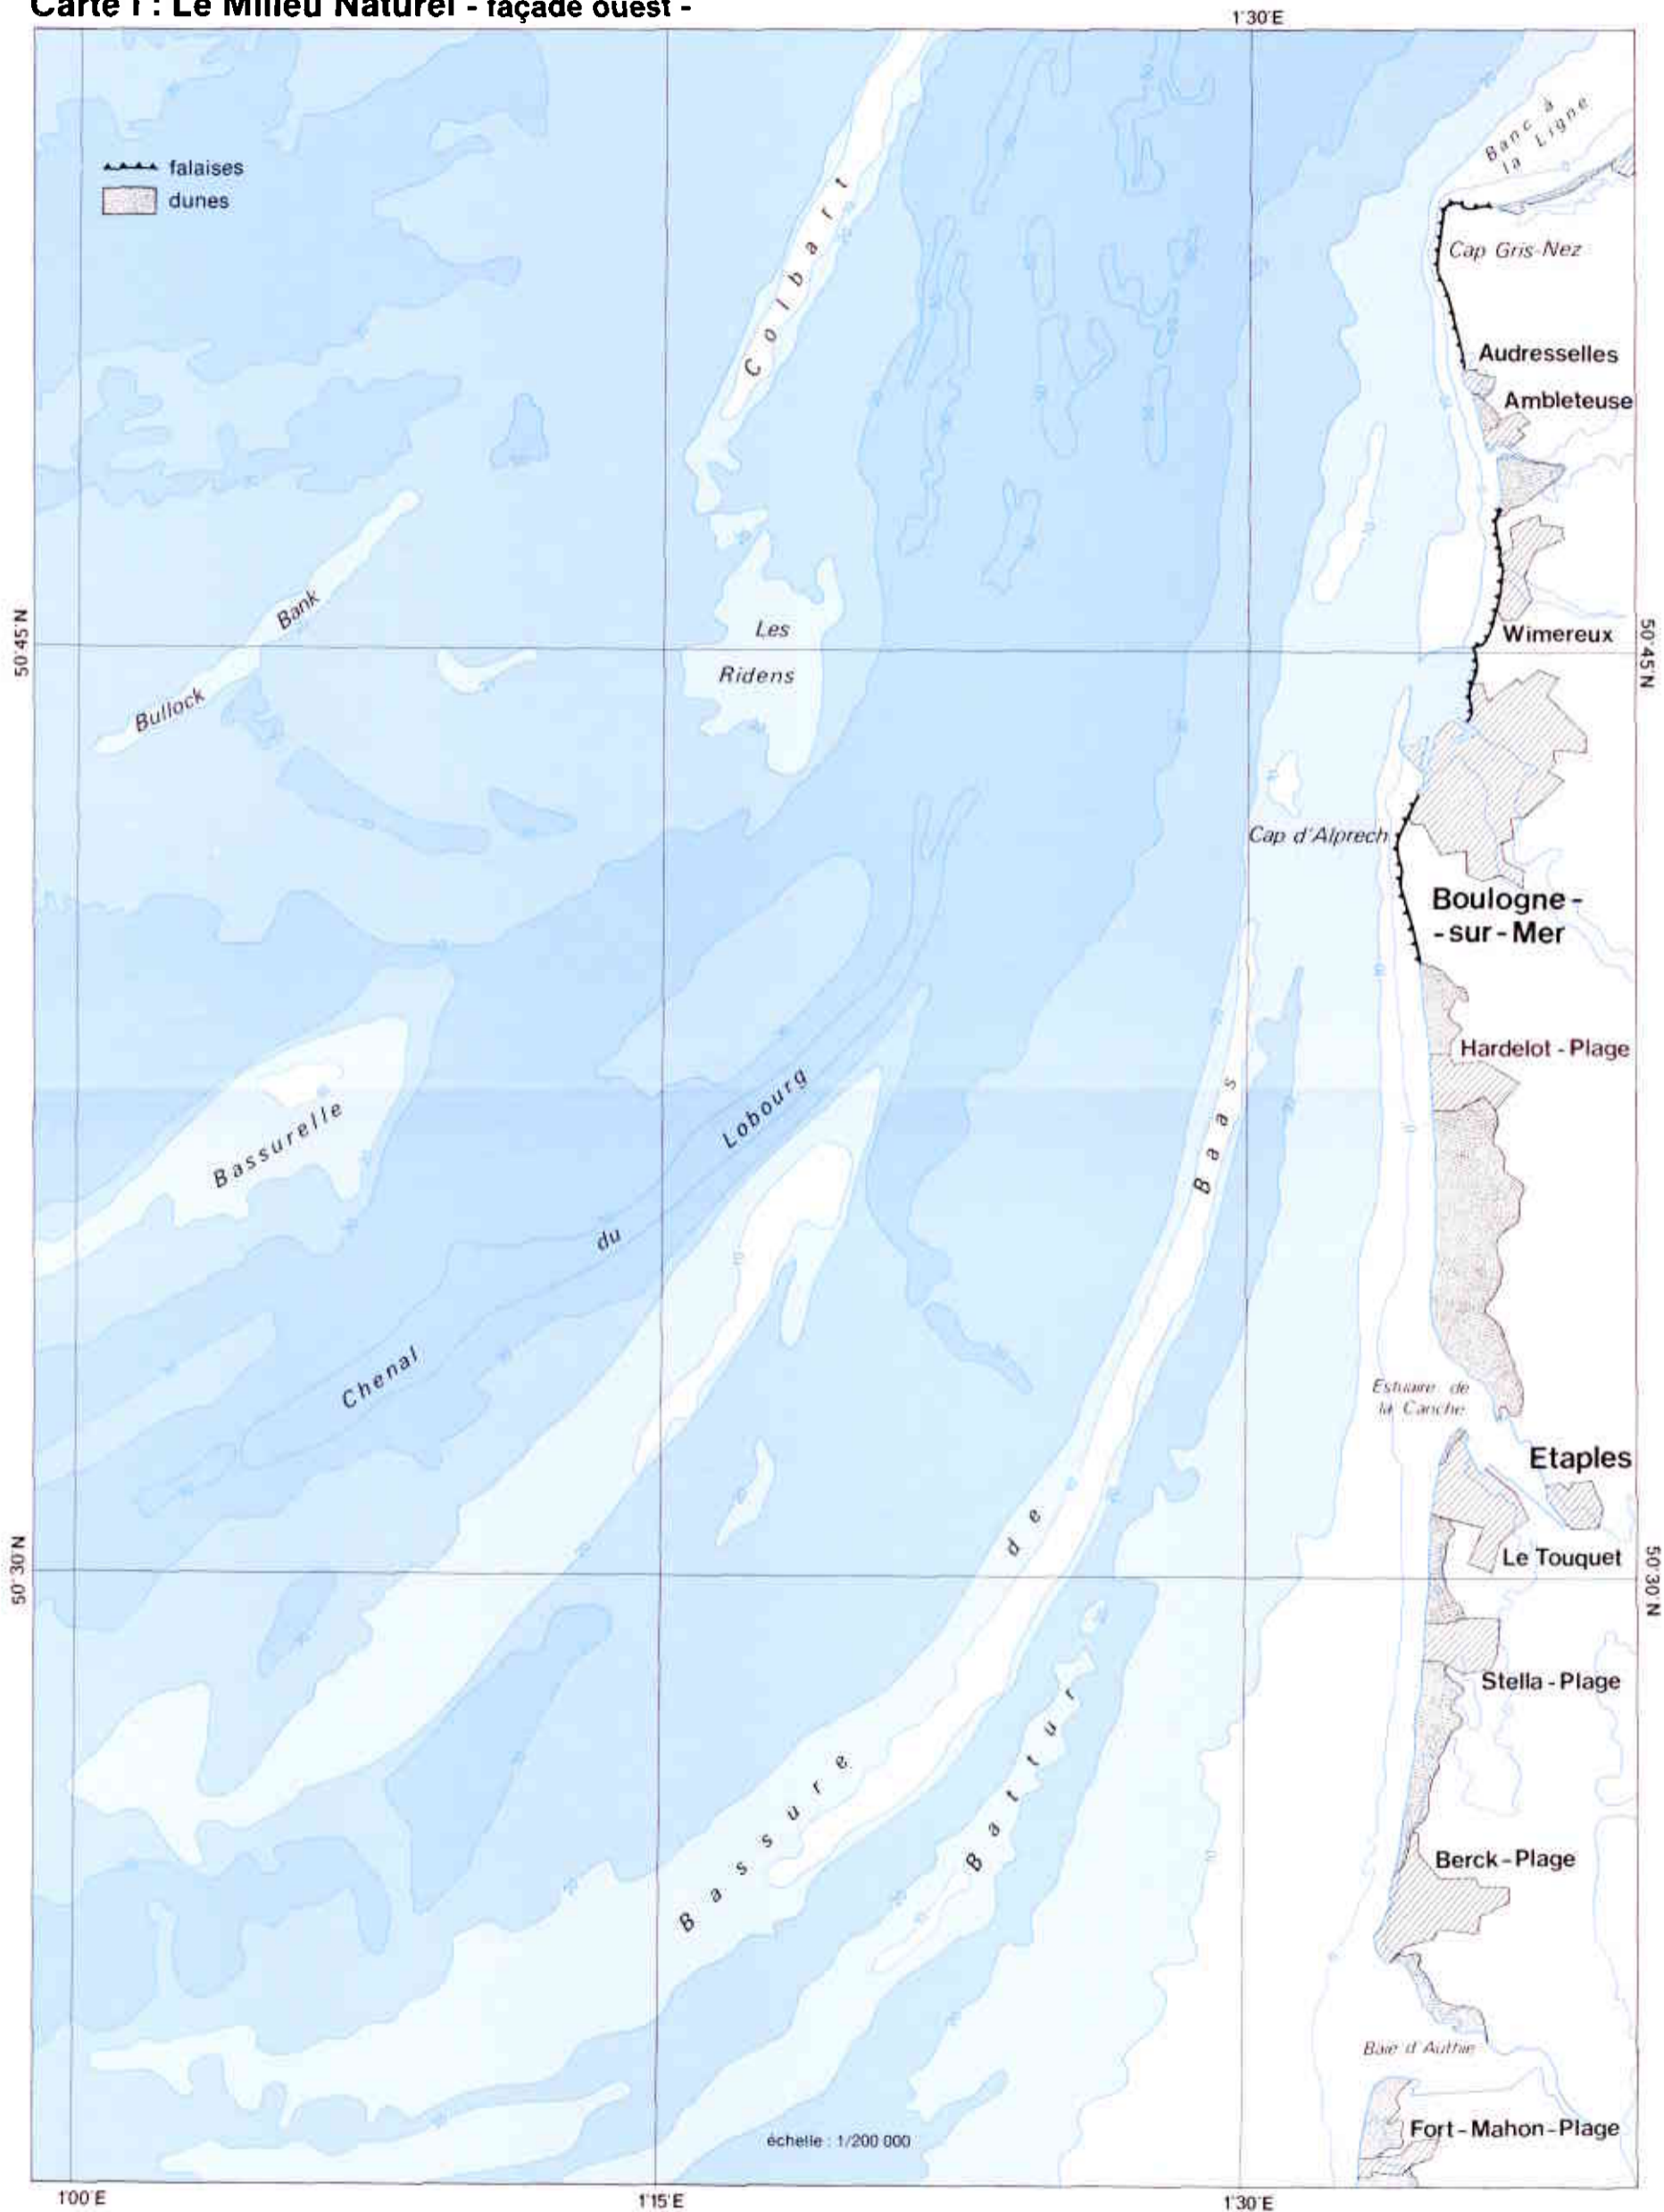 Carte I : Le Milieu Naturel - façade ouest -
1°30'E
falaises
dunes
Banc à
la Ligne
Cap Gris-Nez
Colbart
Audresselles
Ambleteuse
50°45'N
Bullock Bank
Les
Ridens
Wimereux
50°45'N
Cap d'Alprech
Boulogne-
-sur-Mer
Hardelot-Plage
Bassurelle
Chenal du Lobourg
Bassure de Baas
Estuaire de
la Canche
Etaples
50°30'N
Le Touquet
50°30'N
Stella-Plage
Battur
Berck-Plage
Baie d'Authie
Fort-Mahon-Plage
échelle : 1/200 000
1°00'E
1°15'E
1°30'E